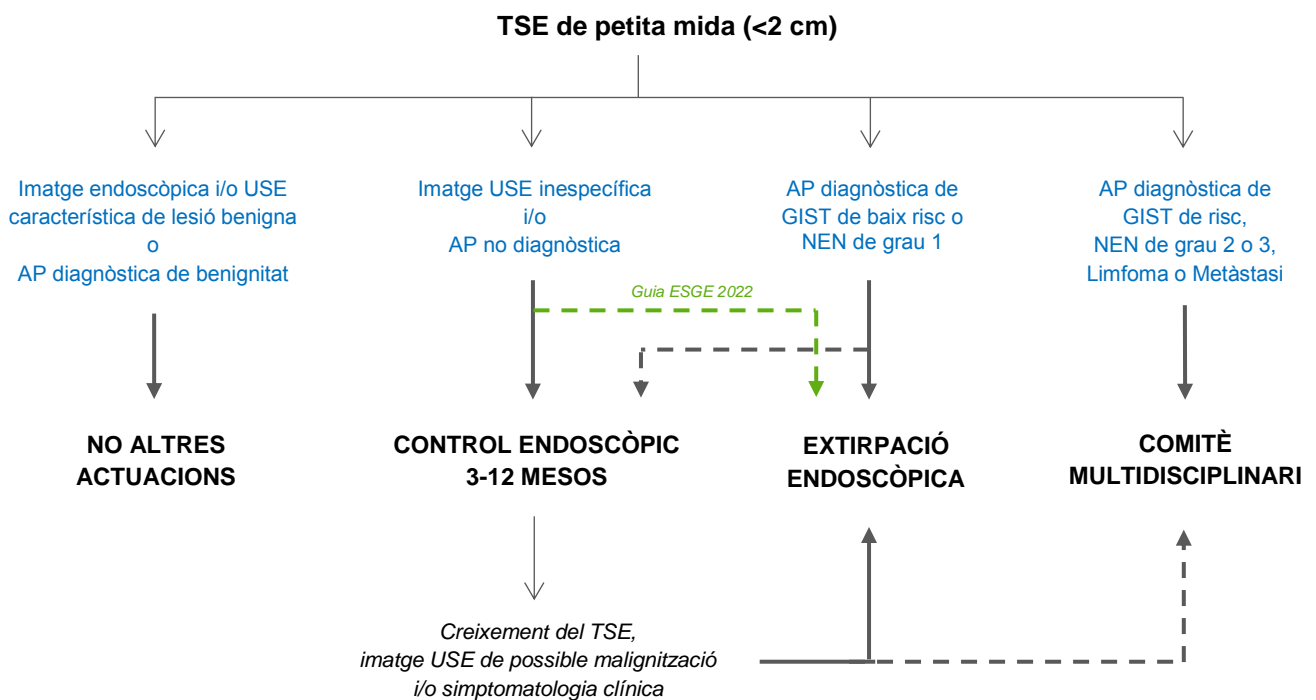 TSE de petita mida (<2 cm)
Imatge endoscòpica i/o USE
característica de lesió benigna
o
AP diagnòstica de benignitat
Imatge USE inespecífica
i/o
AP no diagnòstica
AP diagnòstica de
GIST de baix risc o
NEN de grau 1
AP diagnòstica de
GIST de risc,
NEN de grau 2 o 3,
Limfoma o Metàstasi
Guia ESGE 2022
NO ALTRES
ACTUACIONS
CONTROL ENDOSCÒPIC
3-12 MESOS
EXTIRPACIÓ
ENDOSCÒPICA
COMITÈ
MULTIDISCIPLINARI
Creixement del TSE,
imatge USE de possible malignització
i/o simptomatologia clínica